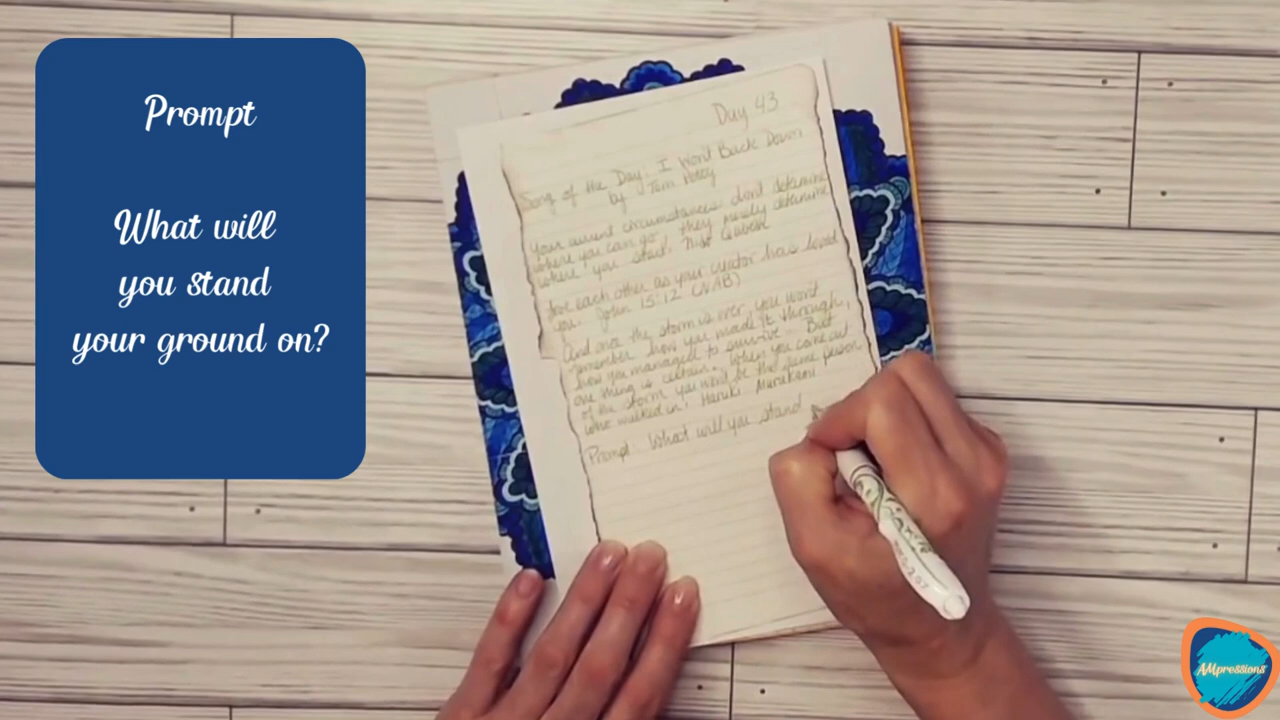 Prompt
What will
you stand
your ground on?
Day 43
Song of the Day: I Won't Back Down
by Tom Petty
Your current circumstances don't determine
where you can go; they merely determine
where you start. Nido Qubein
love each other as your creator has loved
you. John 15:12 (NAB)
And once the storm is over, you won't
remember how you made it through,
how you managed to survive. But
one thing is certain. When you come out
of the storm you won't be the same person
who walked in. Haruki Murakami
Prompt: What will you stand
AMpressions